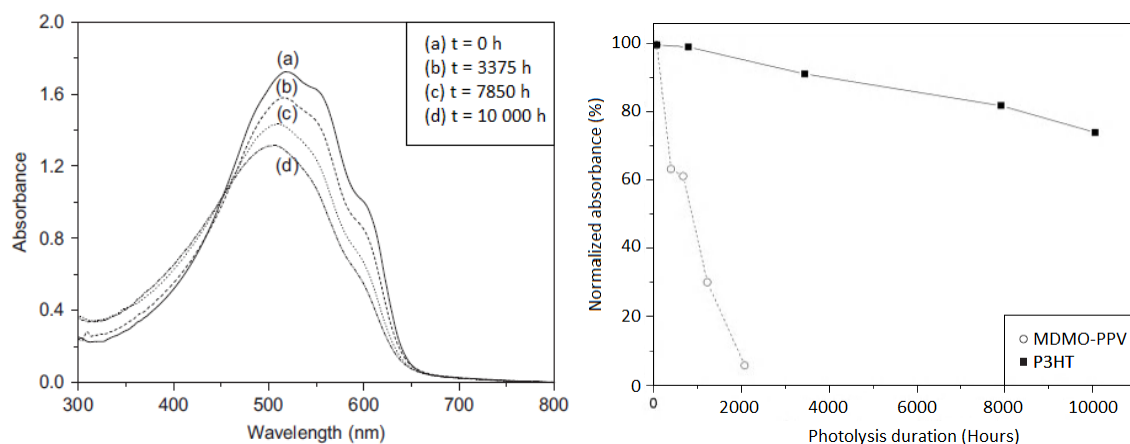 2.0
1.6
1.2
0.8
0.4
0.0
Absorbance
300 400 500 600 700 800
Wavelength (nm)
(a)
(b)
(c)
(d)
(a) t = 0 h
(b) t = 3375 h
(c) t = 7850 h
(d) t = 10 000 h
100
80
60
40
20
0
Normalized absorbance (%)
0 2000 4000 6000 8000 10000
Photolysis duration (Hours)
MDMO-PPV
P3HT